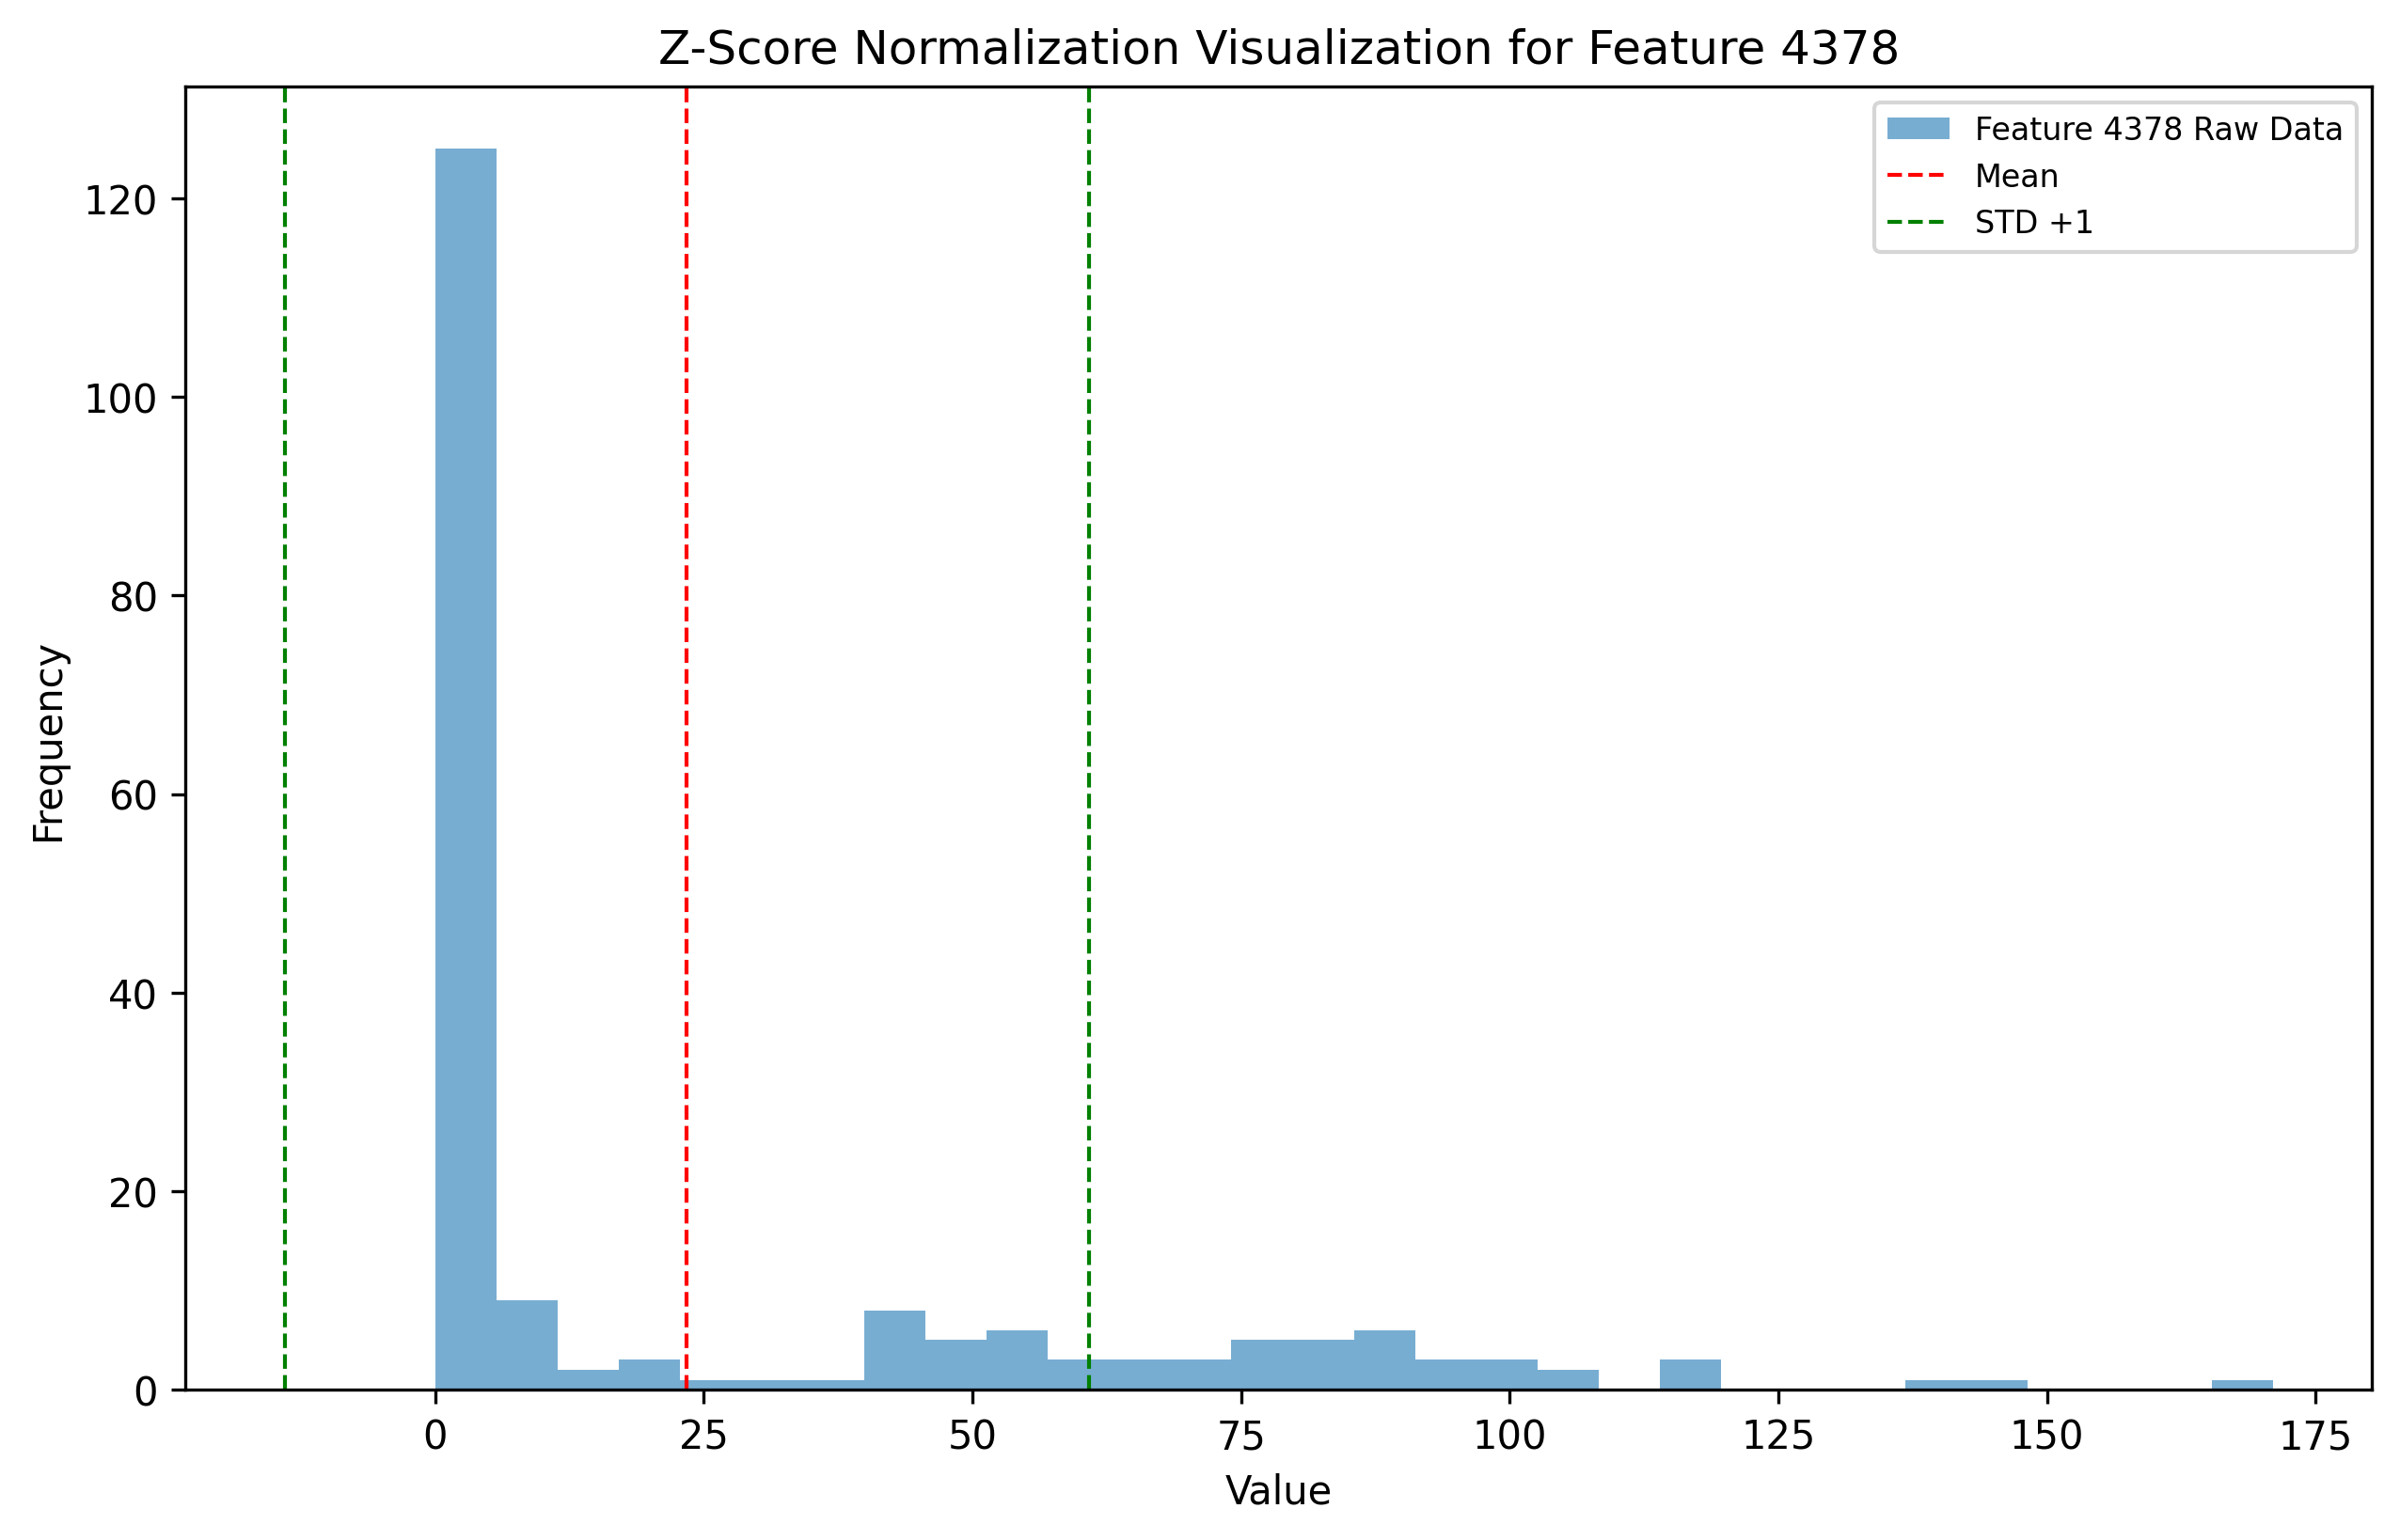 Z-Score Normalization Visualization for Feature 4378
Feature 4378 Raw Data
Mean
STD +1
120
100
80
60
40
20
0
Frequency
0 25 50 75 100 125 150 175
Value